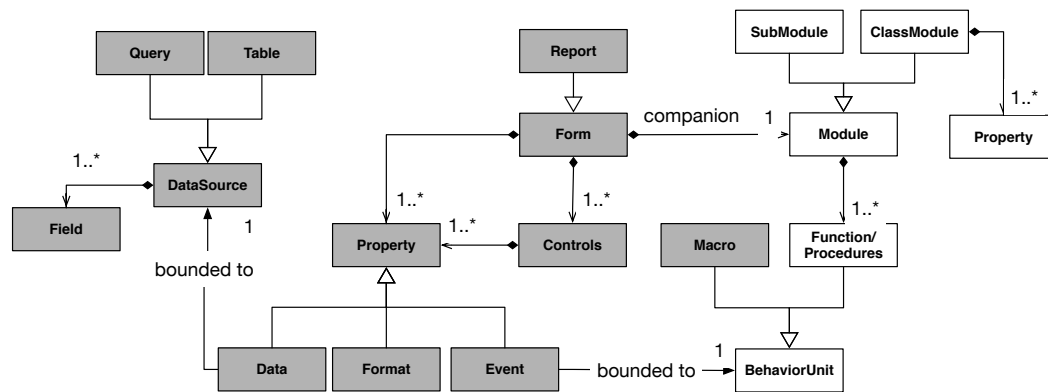 Query
Table
Report
SubModule
ClassModule
1..*
companion
1
Form
Module
Property
1..*
DataSource
Field
1
1..*
1..*
1..*
1..*
Property
Controls
Macro
Function/
Procedures
bounded to
Data
Format
Event
bounded to
1
BehaviorUnit